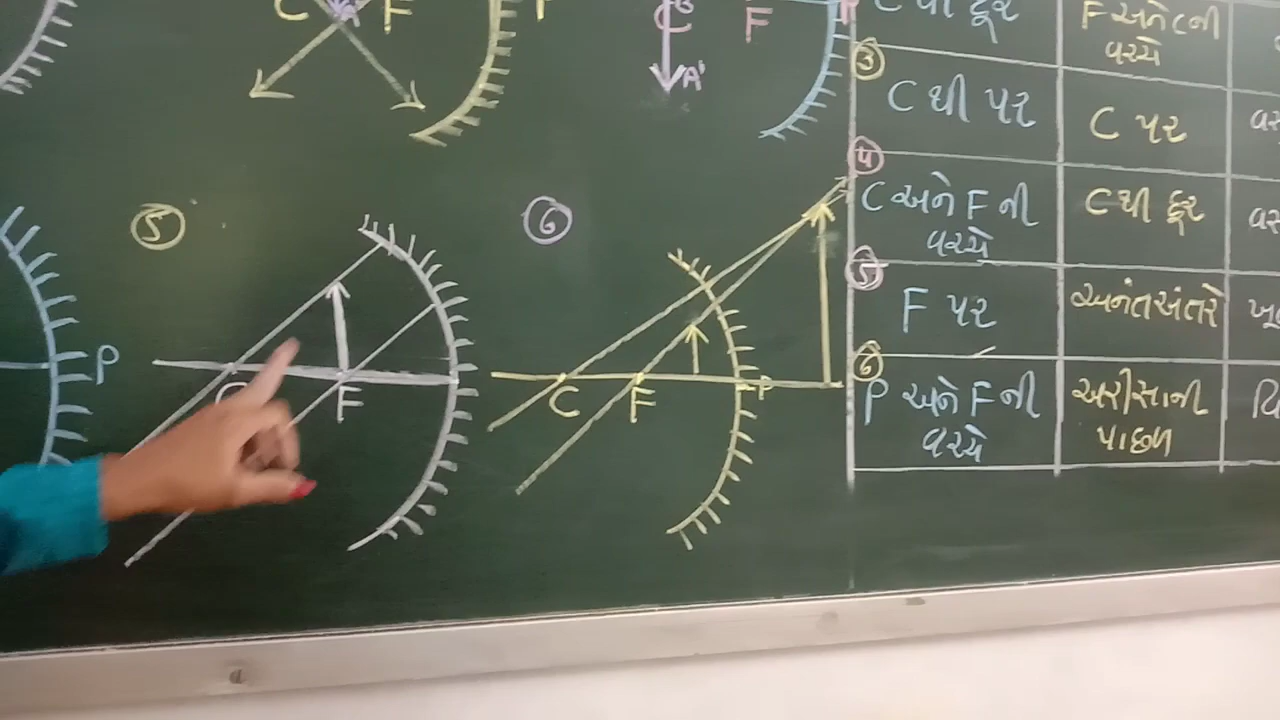 C F
F
C
F
A'
F અને C ની
વચ્ચે
③
C થી પર
C પર
④
C અને F ની
વચ્ચે
C થી દૂર
⑤
⑥
P
C
F
C
F
P
⑤
F પર
અનંતઅંતરે
⑥
P અને F ની
વચ્ચે
અરીસાની
પાછળ